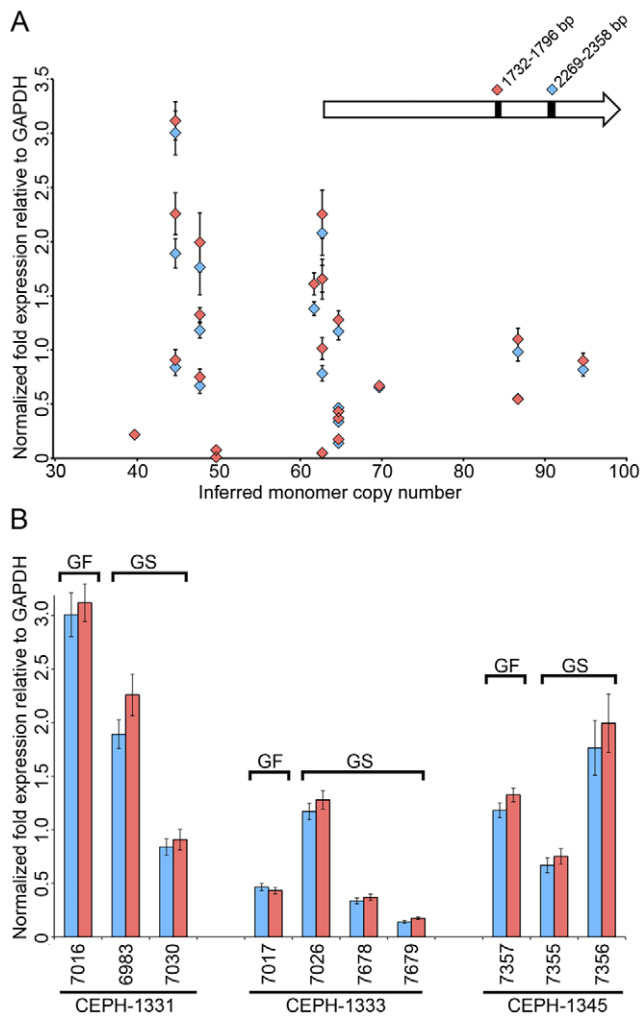 A
1732-1796 bp
2269-2358 bp
Normalized fold expression relative to GAPDH
3.5
3.0
2.5
2.0
1.5
1.0
0.5
0
30 40 50 60 70 80 90 100
Inferred monomer copy number
B
Normalized fold expression relative to GAPDH
3.0
2.5
2.0
1.5
1.0
0.5
0
GF GS
GF GS
GF GS
7016 6983 7030 7017 7026 7678 7679 7357 7355 7356
CEPH-1331 CEPH-1333 CEPH-1345